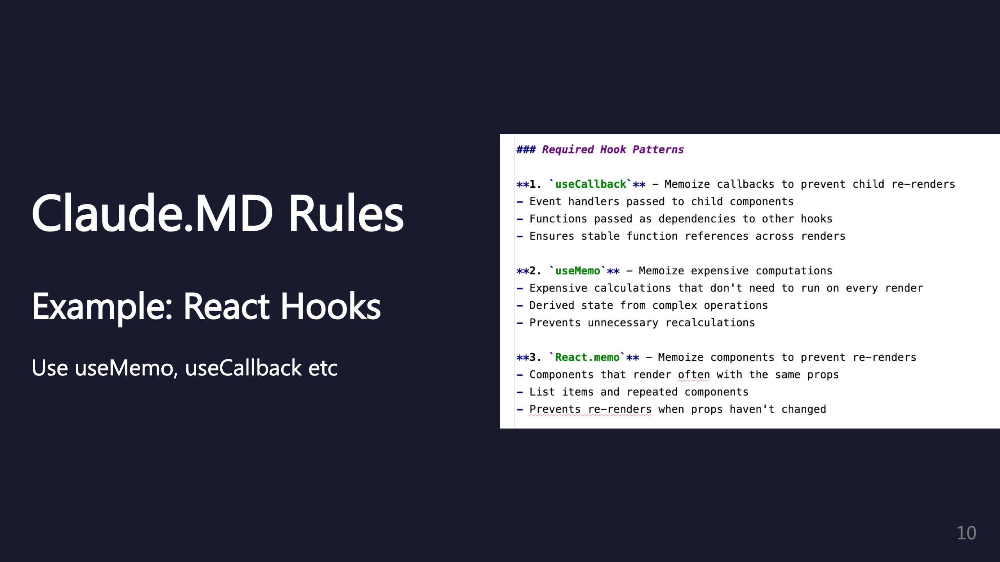 Claude.MD Rules
Example: React Hooks
Use useMemo, useCallback etc
### Required Hook Patterns
**1. `useCallback`** – Memoize callbacks to prevent child re-renders
- Event handlers passed to child components
- Functions passed as dependencies to other hooks
- Ensures stable function references across renders
**2. `useMemo`** – Memoize expensive computations
- Expensive calculations that don't need to run on every render
- Derived state from complex operations
- Prevents unnecessary recalculations
**3. `React.memo`** – Memoize components to prevent re-renders
- Components that render often with the same props
- List items and repeated components
- Prevents re-renders when props haven't changed
10